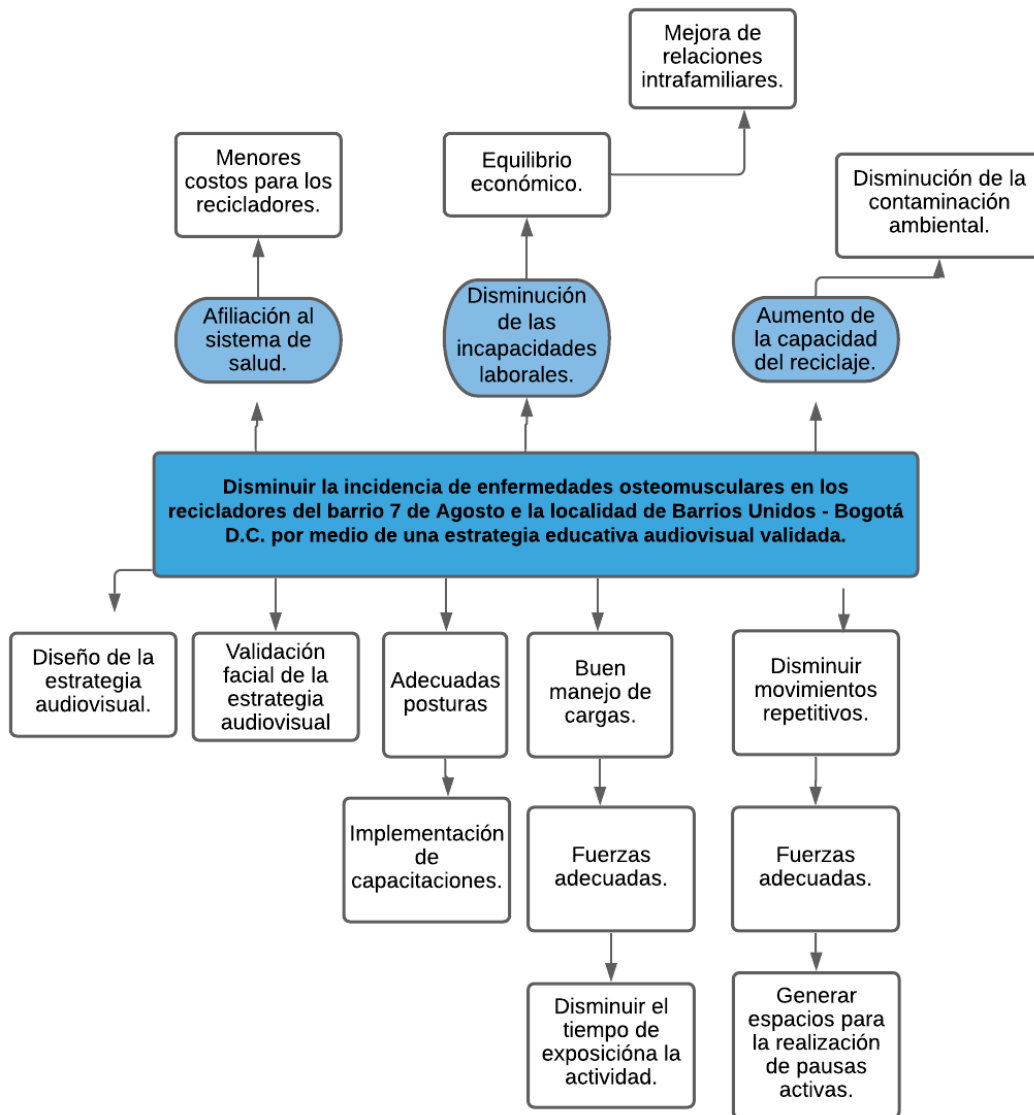 Mejora de
relaciones
intrafamiliares.
Menores
costos para los
recicladores.
Equilibrio
económico.
Disminución de la
contaminación
ambiental.
Afiliación al
sistema de
salud.
Disminución
de las
incapacidades
laborales.
Aumento de
la capacidad
del reciclaje.
Disminuir la incidencia de enfermedades osteomusculares en los
recicladores del barrio 7 de Agosto e la localidad de Barrios Unidos - Bogotá
D.C. por medio de una estrategia educativa audiovisual validada.
Diseño de la
estrategia
audiovisual.
Validación
facial de la
estrategia
audiovisual
Adecuadas
posturas
Buen
manejo de
cargas.
Disminuir
movimientos
repetitivos.
Implementación
de
capacitaciones.
Fuerzas
adecuadas.
Fuerzas
adecuadas.
Disminuir el
tiempo de
exposicióna la
actividad.
Generar
espacios para
la realización
de pausas
activas.